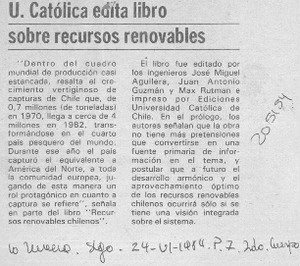 U. Católica edita libro
sobre recursos renovables
"Dentro del cuadro
mundial de producción casi
estancada, resalta el cre-
cimiento vertiginoso de
capturas de Chile que, de
0,7 millones (de toneladas)
en 1970, llega a cerca de 4
millones en 1982, trans-
formándose en el cuarto
país pesquero del mundo.
Durante ese año el país
capturó el equivalente a
América del Norte, a toda
la comunidad europea, ju-
gando de esta manera un
rol protagónico en cuanto a
captura se refiere", señala
en parte del libro "Recur-
sos renovables chilenos".
El libro fue editado por
los ingenieros José Miguel
Aguilera, Juan Antonio
Guzmán y Max Rutman e
impreso por Ediciones
Universidad Católica de
Chile. En el prólogo, los
autores señalan que la obra
no tiene más pretensiones
que convertirse en una
fuente primaria de infor-
mación en el tema, y
postular que a futuro el
desarrollo armónico y el
aprovechamiento óptimo
de los recursos renovables
chilenos ocurrirá sólo si se
tiene una visión integrada
sobre el sistema.
205154
Stgo. 24-VI-1984. P. 2 2do. Cuerpo